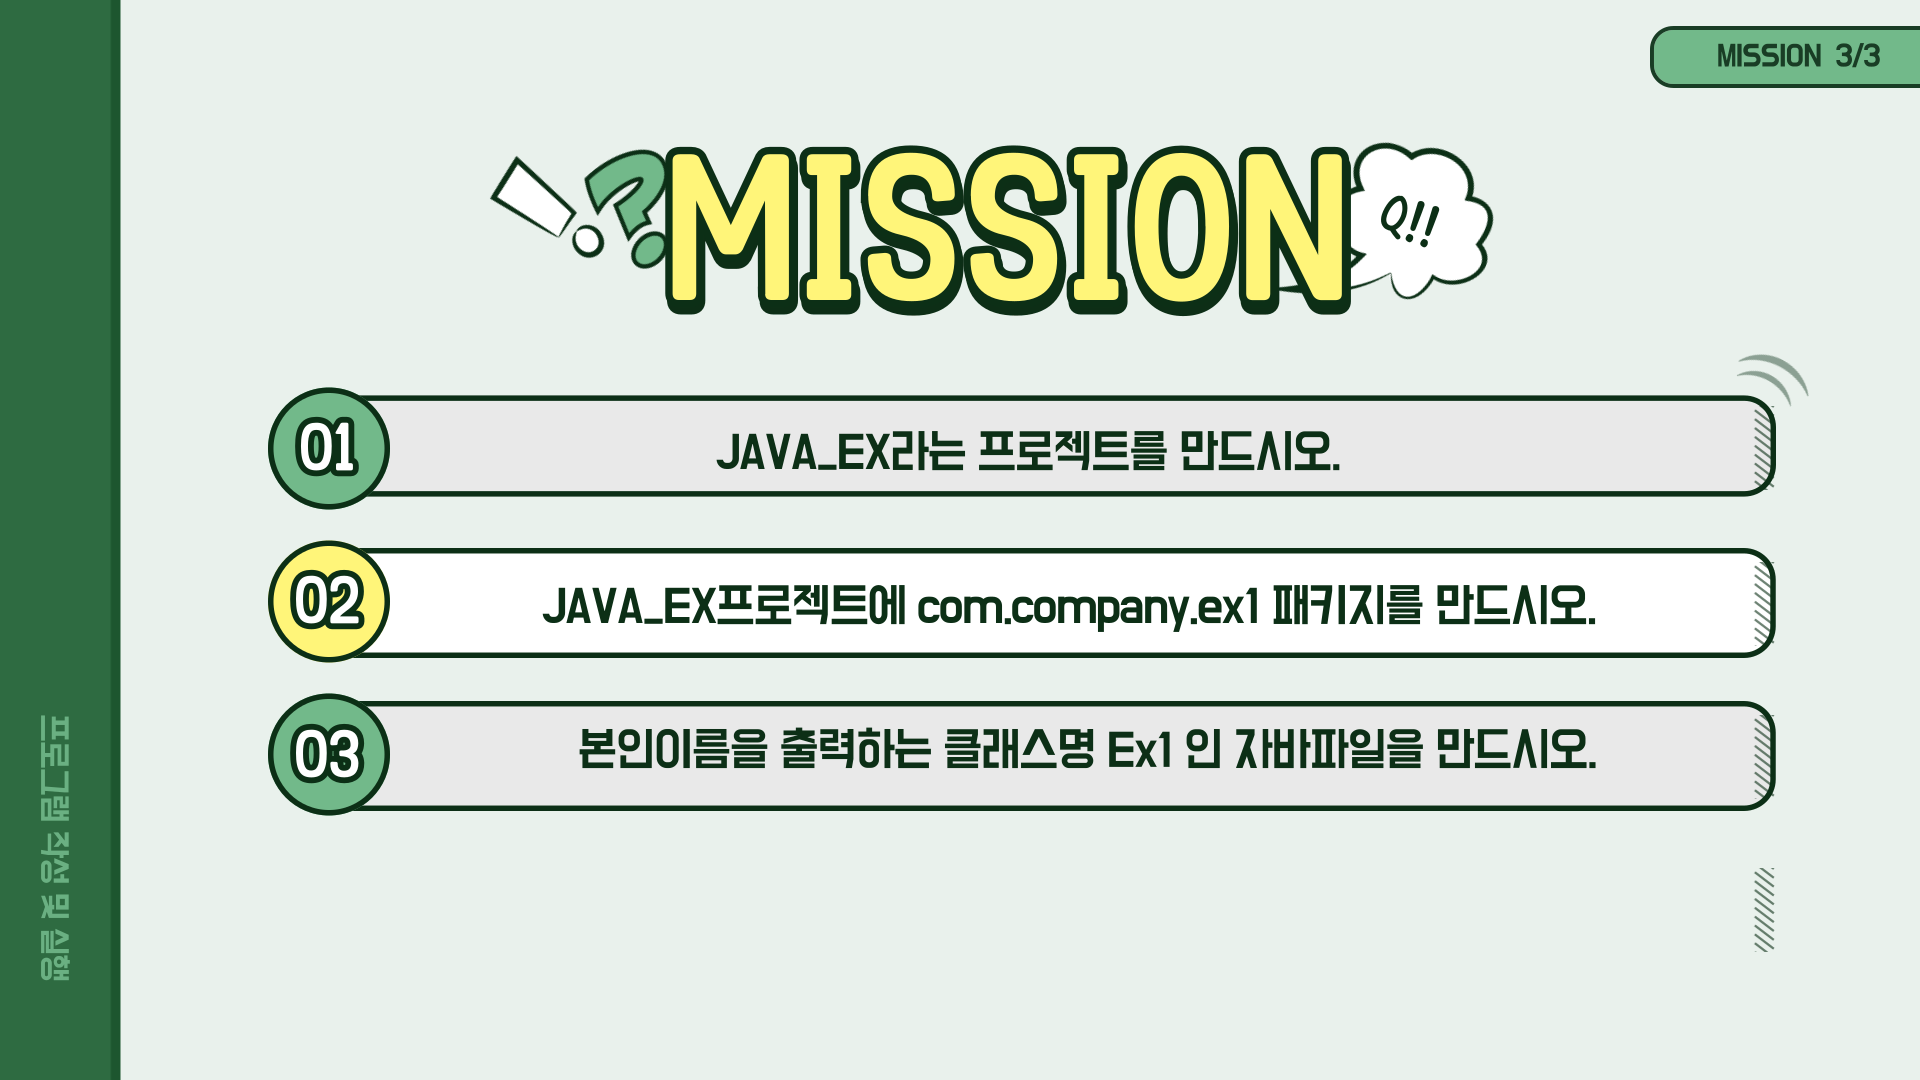 MISSION 3/3
MISSION
Q!!
01
JAVA_EX라는 프로젝트를 만드시오.
02
JAVA_EX프로젝트에 com.company.ex1 패키지를 만드시오.
03
본인이름을 출력하는 클래스명 Ex1 인 자바파일을 만드시오.
프로그램 작성 및 실행